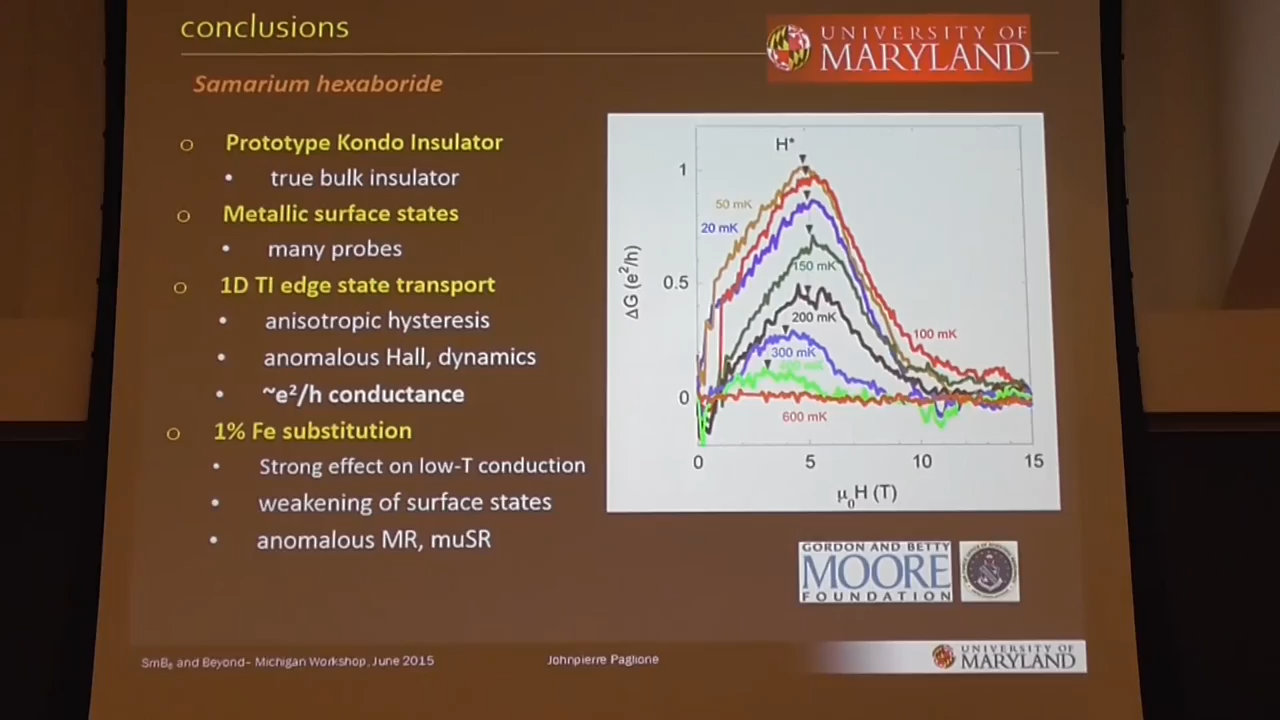 conclusions
UNIVERSITY OF
MARYLAND
Samarium hexaboride
o Prototype Kondo Insulator
• true bulk insulator
o Metallic surface states
• many probes
o 1D TI edge state transport
• anisotropic hysteresis
• anomalous Hall, dynamics
• ~e²/h conductance
o 1% Fe substitution
• Strong effect on low-T conduction
• weakening of surface states
• anomalous MR, muSR
H*
1
50 mK
20 mK
ΔG (e²/h)
150 mK
0.5
200 mK
100 mK
300 mK
0
600 mK
0 5 10 15
μ₀H (T)
GORDON AND BETTY
MOORE
FOUNDATION
SmB₆ and Beyond- Michigan Workshop, June 2015
Johnpierre Paglione
UNIVERSITY OF
MARYLAND